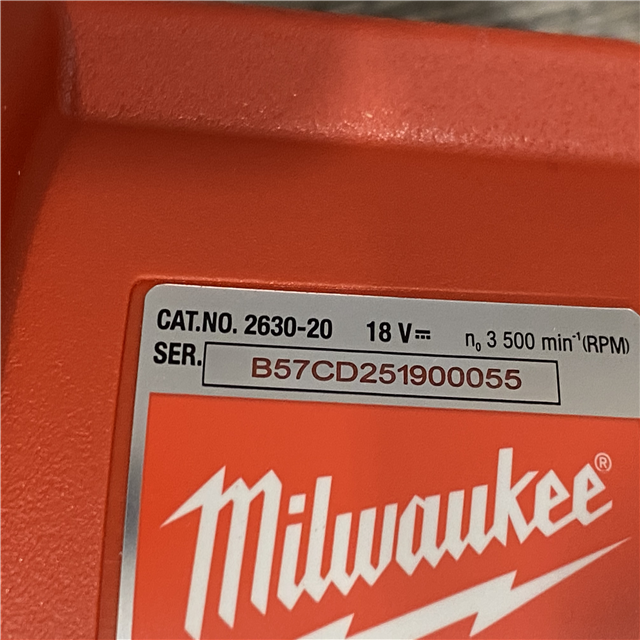 CAT.NO. 2630-20 18 V⎓ n₀ 3 500 min⁻¹(RPM)
SER. B57CD251900055
Milwaukee®